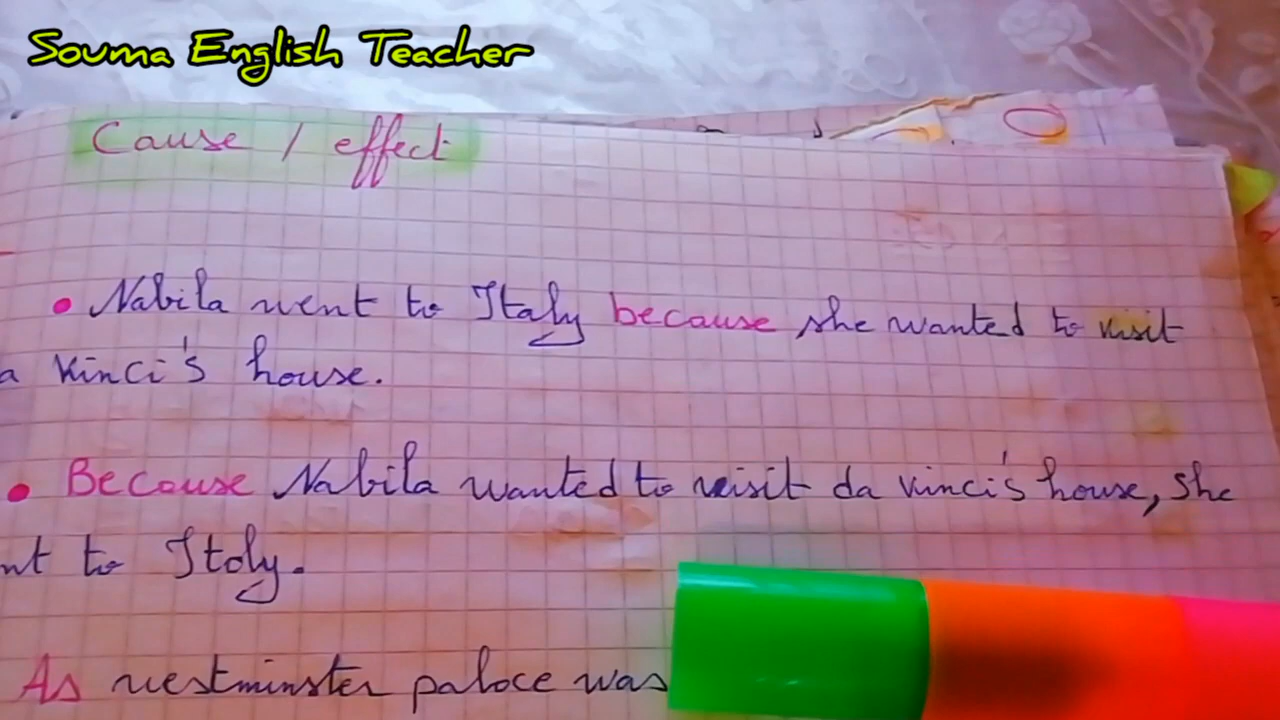 Souma English Teacher
Cause / effect
• Nabila went to Italy because she wanted to visit
a Vinci's house.
• Because Nabila wanted to visit da Vinci's house, she
nt to Italy.
As westminster palace was